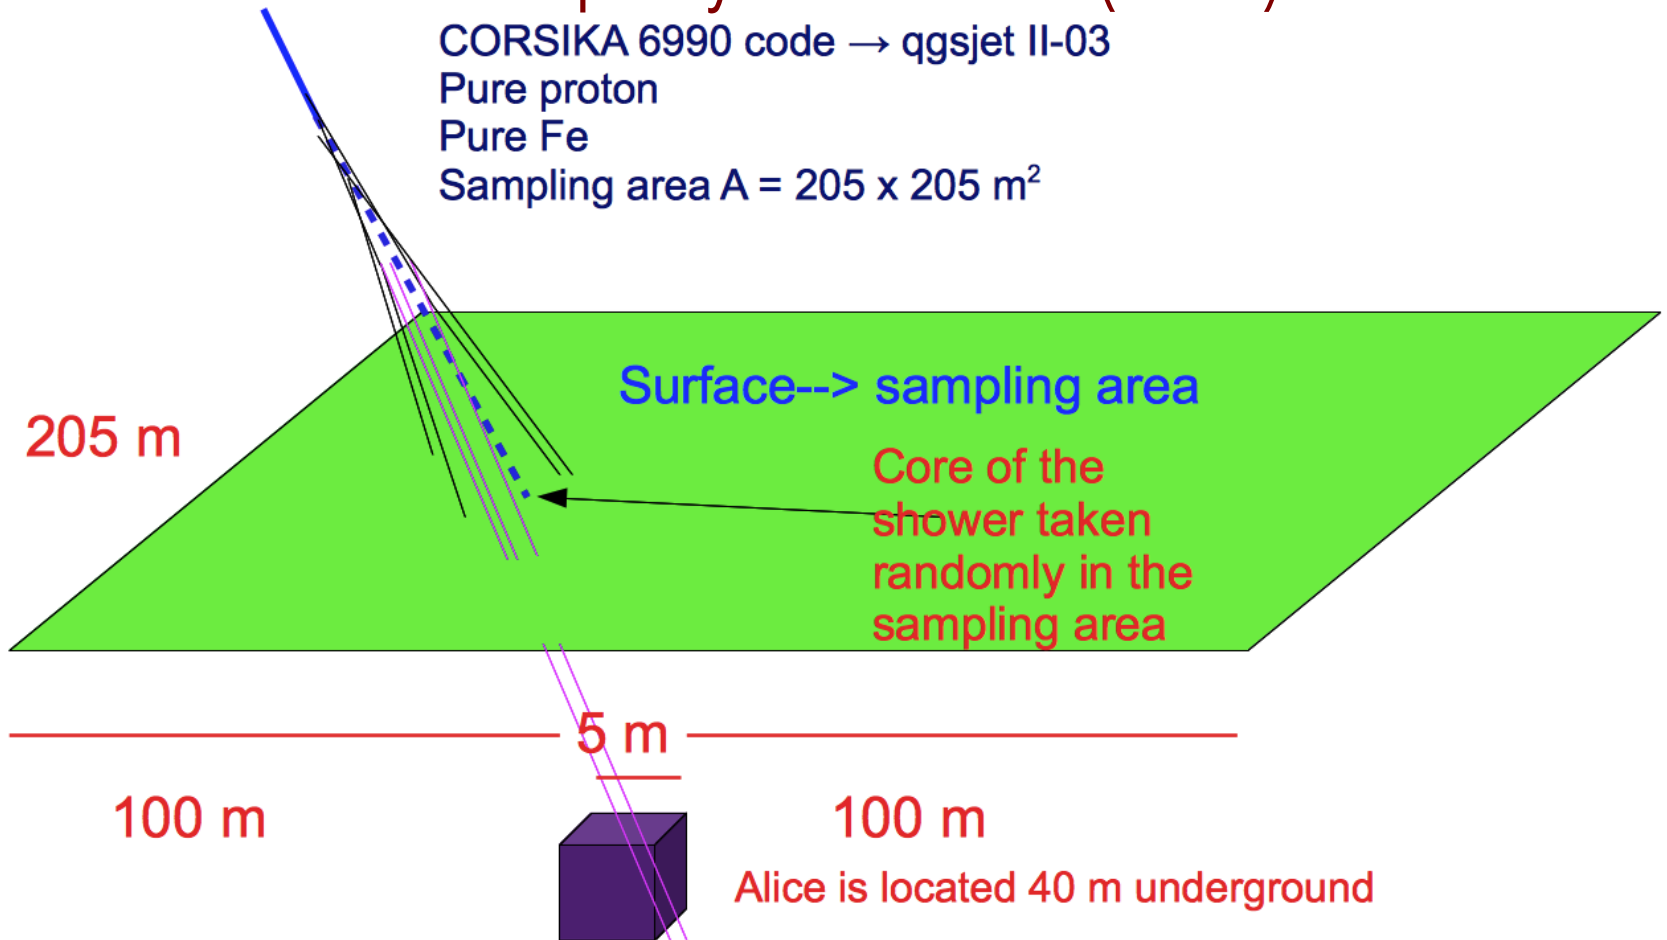 CORSIKA 6990 code → qgsjet II-03
Pure proton
Pure Fe
Sampling area A = 205 x 205 m²
Surface--> sampling area
205 m
Core of the
shower taken
randomly in the
sampling area
5 m
100 m
100 m
Alice is located 40 m underground